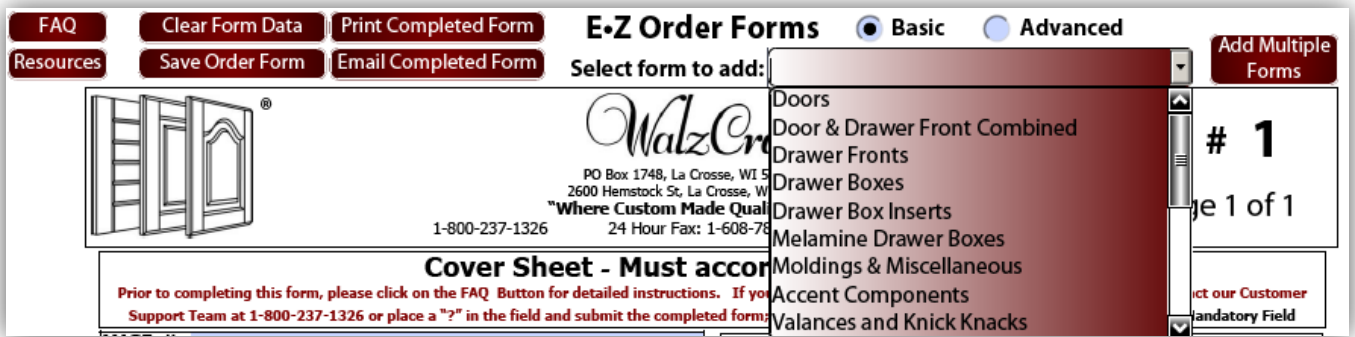 FAQ Clear Form Data Print Completed Form E•Z Order Forms Basic Advanced
Resources Save Order Form Email Completed Form Select form to add: Add Multiple Forms
®
WalzCr
# 1
PO Box 1748, La Crosse, WI 5
2600 Hemstock St, La Crosse, W
"Where Custom Made Quali
1-800-237-1326 24 Hour Fax: 1-608-78
ge 1 of 1
Doors
Door & Drawer Front Combined
Drawer Fronts
Drawer Boxes
Drawer Box Inserts
Melamine Drawer Boxes
Moldings & Miscellaneous
Accent Components
Valances and Knick Knacks
Cover Sheet - Must accor
Prior to completing this form, please click on the FAQ Button for detailed instructions. If you ct our Customer
Support Team at 1-800-237-1326 or place a "?" in the field and submit the completed form; Mandatory Field